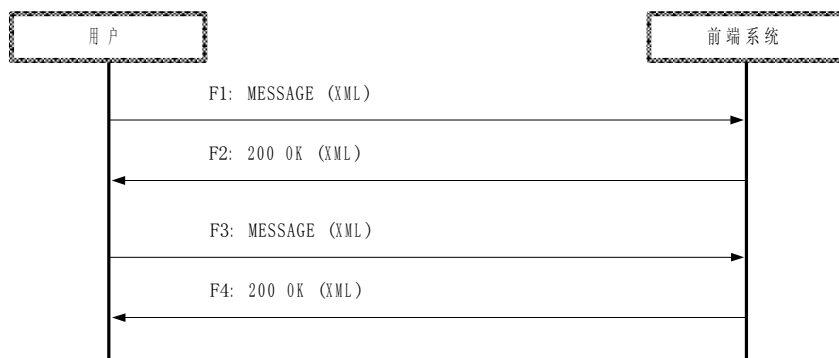 用户
前端系统
F1: MESSAGE (XML)
F2: 200 OK (XML)
F3: MESSAGE (XML)
F4: 200 OK (XML)